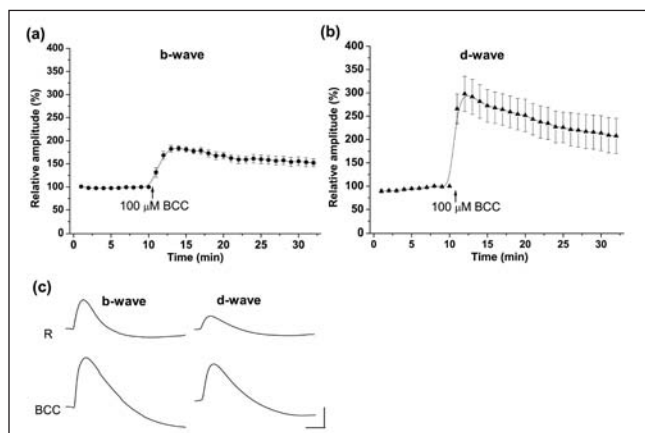 (a)
b-wave
Relative amplitude (%)
400
350
300
250
200
150
100
50
0
100 μM BCC
0 5 10 15 20 25 30
Time (min)
(b)
d-wave
Relative amplitude (%)
400
350
300
250
200
150
100
50
0
100 μM BCC
0 5 10 15 20 25 30
Time (min)
(c)
b-wave d-wave
R
BCC